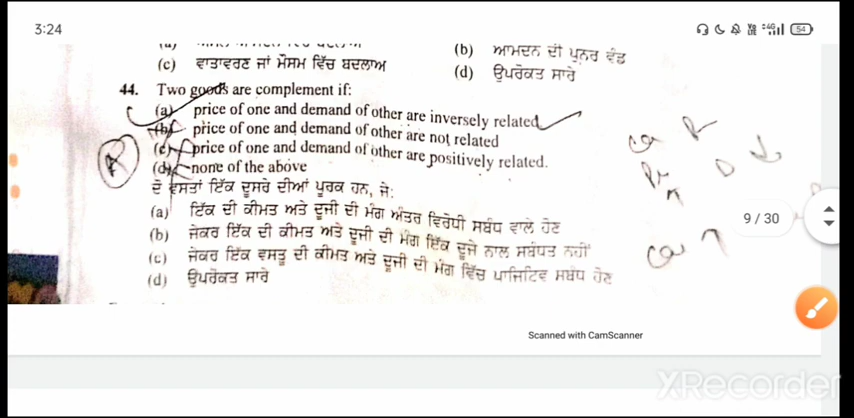 3:24
54
(b) ਆਮਦਨ ਦੀ ਪੁਨਰ ਵੰਡ
(c) ਵਾਤਾਵਰਣ ਜਾਂ ਮੌਸਮ ਵਿੱਚ ਬਦਲਾਅ
(d) ਉਪਰੋਕਤ ਸਾਰੇ
44. Two goods are complement if:
(a) price of one and demand of other are inversely related
(b) price of one and demand of other are not related
(c) price of one and demand of other are positively related.
(d) none of the above
ਦੋ ਵਸਤਾਂ ਇੱਕ ਦੂਸਰੇ ਦੀਆਂ ਪੂਰਕ ਹਨ, ਜੇ:
(a) ਇੱਕ ਦੀ ਕੀਮਤ ਅਤੇ ਦੂਜੀ ਦੀ ਮੰਗ ਅੰਤਰ ਵਿਰੋਧੀ ਸਬੰਧ ਵਾਲੇ ਹੋਣ
(b) ਜੇਕਰ ਇੱਕ ਦੀ ਕੀਮਤ ਅਤੇ ਦੂਜੀ ਦੀ ਮੰਗ ਇੱਕ ਦੂਜੇ ਨਾਲ ਸਬੰਧਤ ਨਹੀਂ
(c) ਜੇਕਰ ਇੱਕ ਵਸਤੂ ਦੀ ਕੀਮਤ ਅਤੇ ਦੂਜੀ ਦੀ ਮੰਗ ਵਿੱਚ ਪਾਜਿਟਿਵ ਸਬੰਧ ਹੋਣ
(d) ਉਪਰੋਕਤ ਸਾਰੇ
9 / 30
Scanned with CamScanner
XRecorder